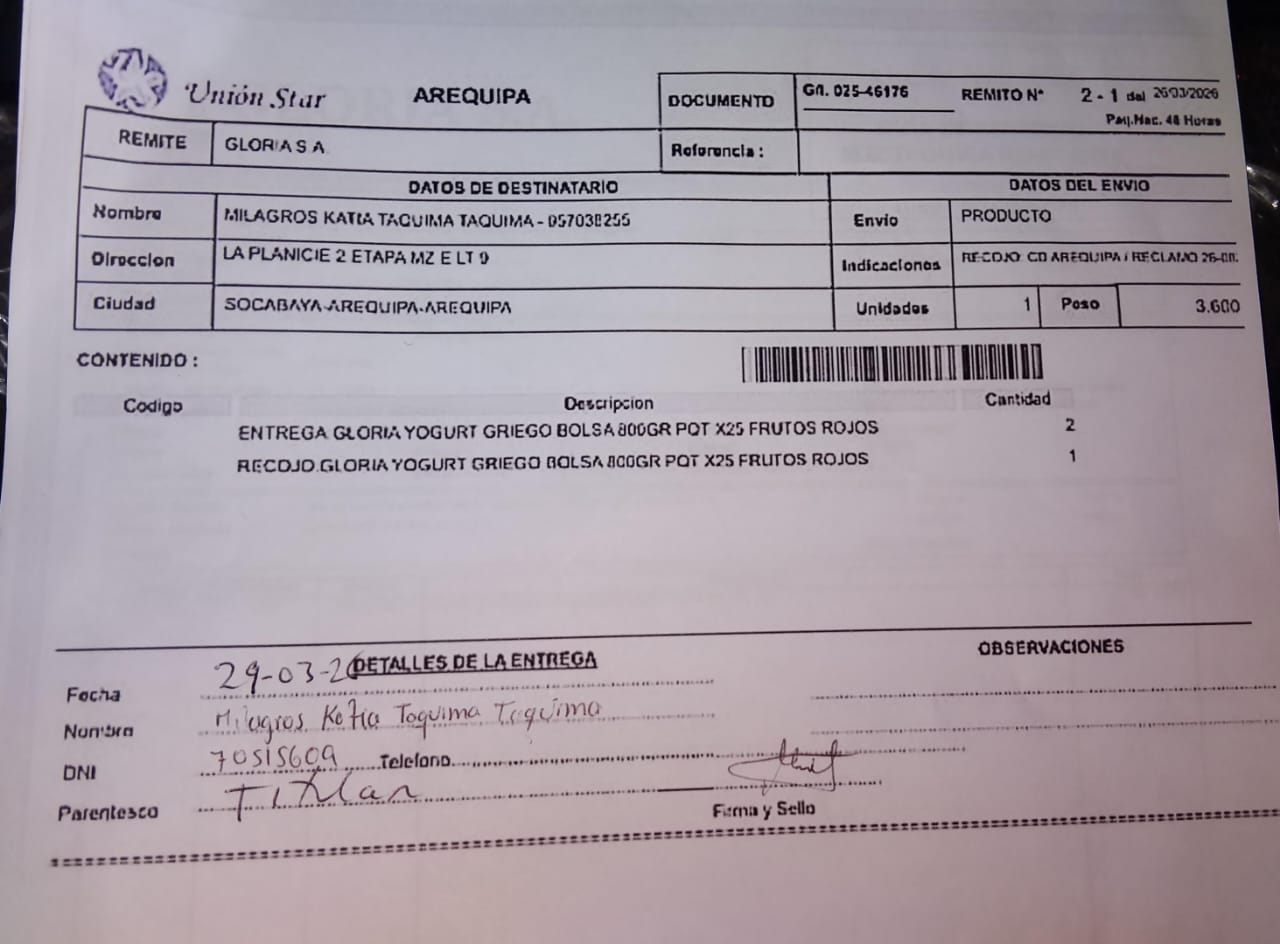 Unión Star
AREQUIPA
DOCUMENTO
G/I. 025-46176
REMITO Nº 2 - 1 del 26/03/2026
Paq.Nac. 48 Horas
REMITE GLORIA S A
Referencia :
DATOS DE DESTINATARIO
DATOS DEL ENVIO
Nombre MILAGROS KATIA TAQUIMA TAQUIMA - 957038255
Envio PRODUCTO
Direccion LA PLANICIE 2 ETAPA MZ E LT 9
Indicaciones RECOJO: CD AREQUIPA / RECLAMO 26-00.
Ciudad SOCABAYA-AREQUIPA-AREQUIPA
Unidades 1 Peso 3.600
CONTENIDO :
Codigo Descripcion Cantidad
ENTREGA GLORIA YOGURT GRIEGO BOLSA 800GR PQT X25 FRUTOS ROJOS 2
RECOJO.GLORIA YOGURT GRIEGO BOLSA 800GR PQT X25 FRUTOS ROJOS 1
DETALLES DE LA ENTREGA
OBSERVACIONES
Fecha 29-03-26
Nombre Milagros Katia Taquima Taquima
DNI 70515609 Telefono
Parentesco Titular
Firma y Sello